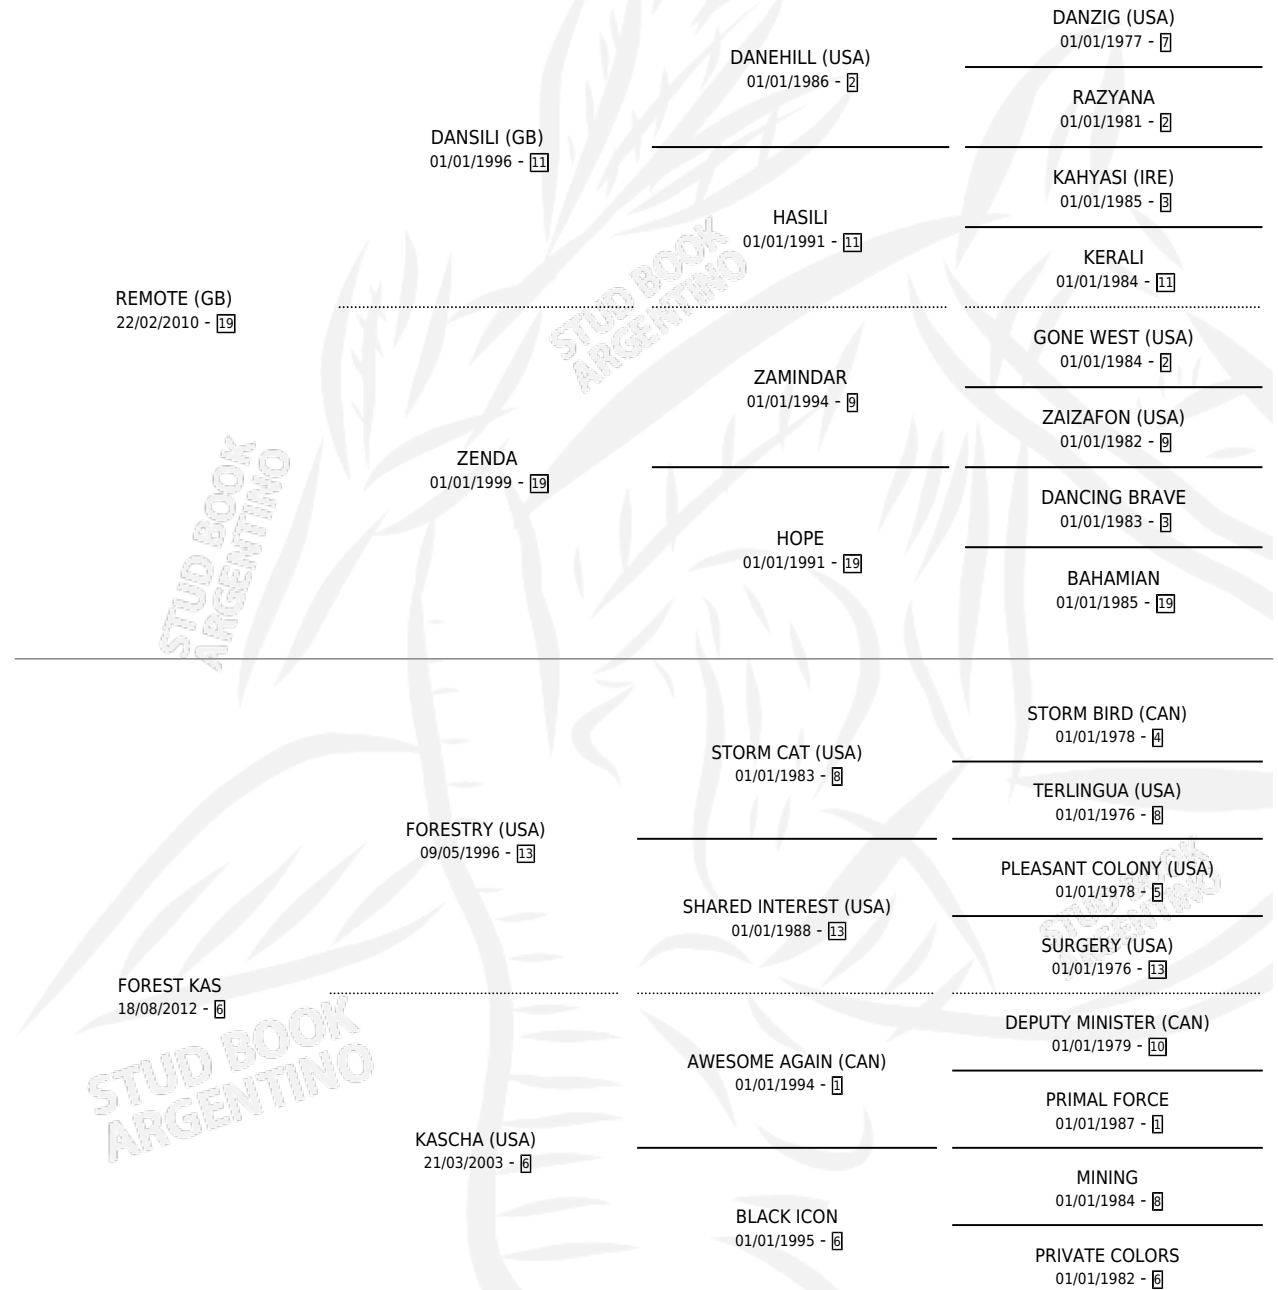 DANZIG (USA)
01/01/1977 - 7
DANEHILL (USA)
01/01/1986 - 2
RAZYANA
01/01/1981 - 2
DANSILI (GB)
01/01/1996 - 11
KAHYASI (IRE)
01/01/1985 - 3
HASILI
01/01/1991 - 11
KERALI
01/01/1984 - 11
REMOTE (GB)
22/02/2010 - 19
GONE WEST (USA)
01/01/1984 - 2
ZAMINDAR
01/01/1994 - 9
ZAIZAFON (USA)
01/01/1982 - 9
ZENDA
01/01/1999 - 19
DANCING BRAVE
01/01/1983 - 3
HOPE
01/01/1991 - 19
BAHAMIAN
01/01/1985 - 19
STUD BOOK
ARGENTINO
STUD BOOK
ARGENTINO
STORM BIRD (CAN)
01/01/1978 - 4
STORM CAT (USA)
01/01/1983 - 8
TERLINGUA (USA)
01/01/1976 - 8
FORESTRY (USA)
09/05/1996 - 13
PLEASANT COLONY (USA)
01/01/1978 - 5
SHARED INTEREST (USA)
01/01/1988 - 13
SURGERY (USA)
01/01/1976 - 13
FOREST KAS
18/08/2012 - 6
DEPUTY MINISTER (CAN)
01/01/1979 - 10
AWESOME AGAIN (CAN)
01/01/1994 - 1
PRIMAL FORCE
01/01/1987 - 1
KASCHA (USA)
21/03/2003 - 6
MINING
01/01/1984 - 8
BLACK ICON
01/01/1995 - 6
PRIVATE COLORS
01/01/1982 - 6
STUD BOOK
ARGENTINO
STUD BOOK
ARGENTINO